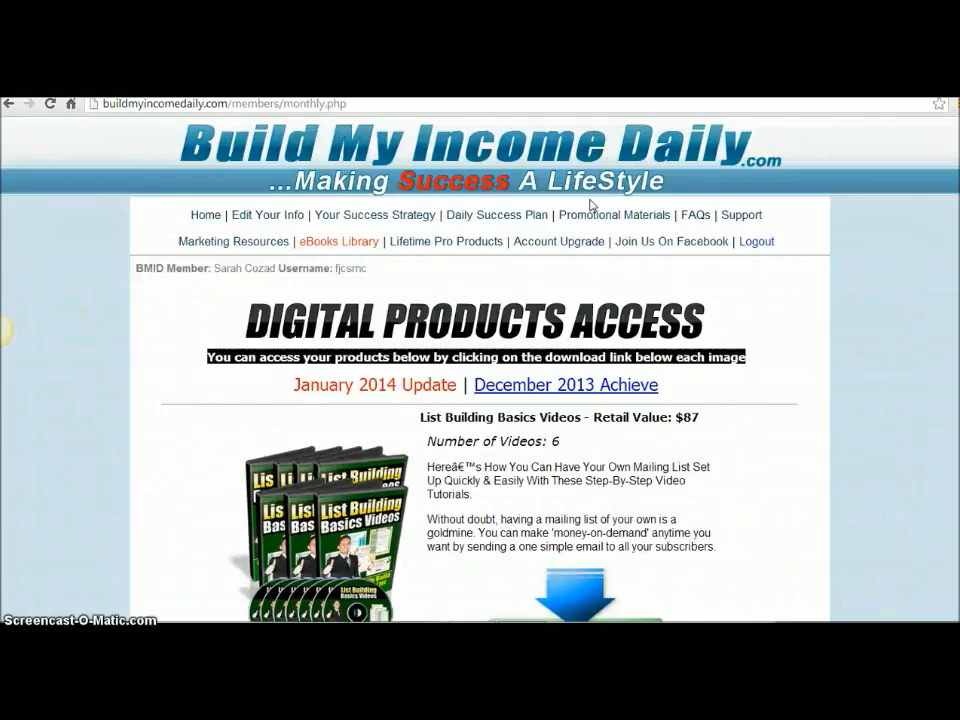 buildmyincomedaily.com/members/monthly.php
Build My Income Daily.com
...Making Success A LifeStyle
Home | Edit Your Info | Your Success Strategy | Daily Success Plan | Promotional Materials | FAQs | Support
Marketing Resources | eBooks Library | Lifetime Pro Products | Account Upgrade | Join Us On Facebook | Logout
BMID Member: Sarah Cozad Username: fjcsmc
DIGITAL PRODUCTS ACCESS
You can access your products below by clicking on the download link below each image
January 2014 Update | December 2013 Achieve
List Building Basics Videos - Retail Value: $87
Number of Videos: 6
Hereâ€™s How You Can Have Your Own Mailing List Set
Up Quickly & Easily With These Step-By-Step Video
Tutorials.
Without doubt, having a mailing list of your own is a
goldmine. You can make 'money-on-demand' anytime you
want by sending a one simple email to all your subscribers.
List Building
Basics Videos
List Building
Basics Videos
Screencast-O-Matic.com